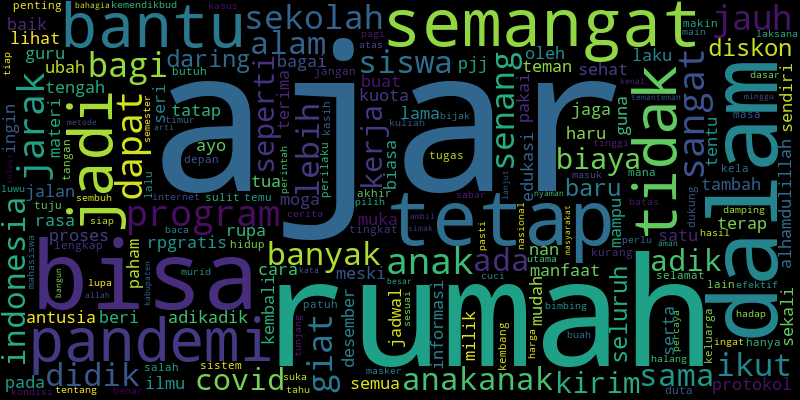 penting
bahagia
kemendikbud
kasus
makin
baik
bantu
sekolah
semangat
jauh
lihat
pagi
atas
main
laksana
guru
daring
alam
siswa
pjj
oleh
laku
diskon
tiap
ubah
bagi
bagai
jangan
teman
sehat
dasar
tengah
butuh
seperti
terima
buat
senang
pakai
kenal
temanteman
minggu
jarak
jadi
dapat
semester
seri
timur
arti
ajar
kuota
lama
bijak
jaga
guna
tidak
sangat
sendiri
ingin
materi
metode
tatap
kasih
kuliah
edukasi
haru
tinggi
tentu
masa
tangan
ayo
depan
lebih
perilaku
kerja
biasa
tugas
biaya
masuk
mana
kela
dalam
luwu
jalan
lalu
internet
sulit
temu
tua
perintah
akhir
sabar
lanjut
nyaman
baru
batas
dukung
tambah
tuju
sembuh
program
moga
cerita
pilih
tetap
mampu
damping
alhamdulillah
indonesia
rasa
siap
baca
rupa
muka
ambil
simak
pasti
nasional
masyarakat
satu
perlu
hasil
terap
proses
lengkap
rpgratis
hidup
tingkat
nan
kurang
aman
mahasiswa
bisa
paham
banyak
meski
anak
ada
utama
manfaat
adik
selamat
lain
efektif
bangun
lupa
allah
kabupaten
murid
cara
kata
cuci
mudah
seluruh
sekali
antusia
beri
adikadik
kembali
rumah
patuh
besar
sesuai
jadwal
informasi
milik
bimbing
serta
percaya
keluarga
hadap
pandemi
tunjang
giat
desember
kembang
harga
buah
halang
ingat
hanya
didik
salah
sistem
masker
sama
ikut
pada
kondisi
tentang
benar
ilmu
covid
suka
tahu
semua
anakanak
kirim
duta
protokol